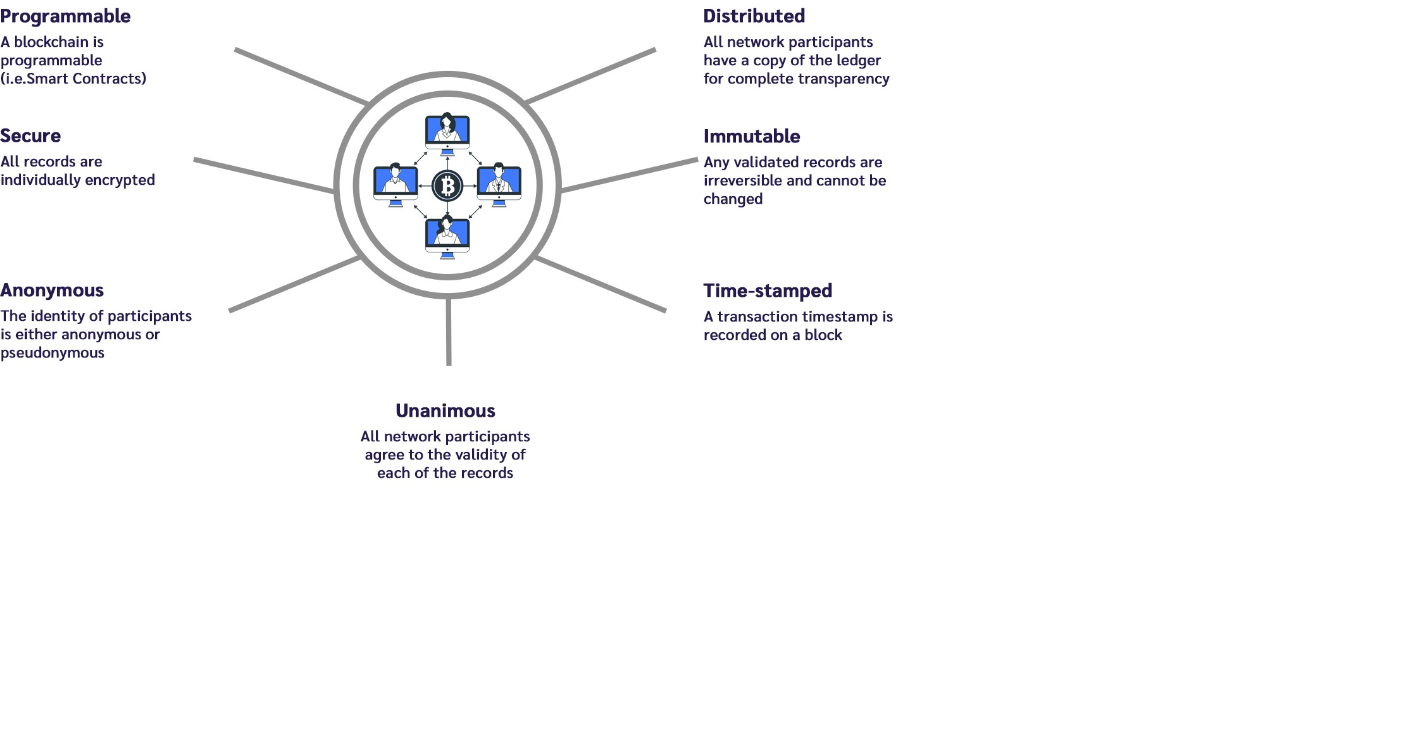 Programmable
A blockchain is
programmable
(i.e.Smart Contracts)
Secure
All records are
individually encrypted
Anonymous
The identity of participants
is either anonymous or
pseudonymous
Distributed
All network participants
have a copy of the ledger
for complete transparency
Immutable
Any validated records are
irreversible and cannot be
changed
Time-stamped
A transaction timestamp is
recorded on a block
Unanimous
All network participants
agree to the validity of
each of the records